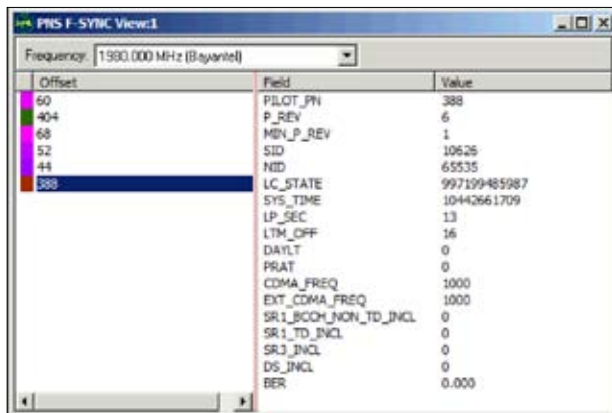 PNS F-SYNC View:1
Frequency: 1980.000 MHz (Bayantel)
Offset Field Value
60 PILOT_PN 388
404 P_REV 6
68 MIN_P_REV 1
52 SID 10626
44 NID 65535
388 LC_STATE 997199485987
SYS_TIME 10442661709
LP_SEC 13
LTM_OFF 16
DAYLT 0
PRAT 0
CDMA_FREQ 1000
EXT_CDMA_FREQ 1000
SR1_BCCH_NON_TD_INCL 0
SR1_TD_INCL 0
SR3_INCL 0
DS_INCL 0
BER 0.000